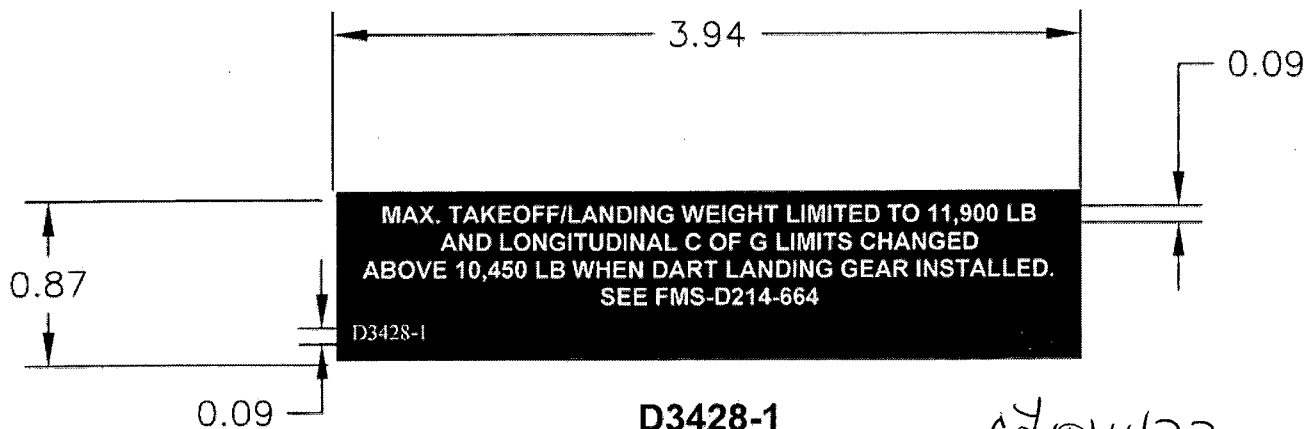 3.94
0.09
MAX. TAKEOFF/LANDING WEIGHT LIMITED TO 11,900 LB
AND LONGITUDINAL C OF G LIMITS CHANGED
ABOVE 10,450 LB WHEN DART LANDING GEAR INSTALLED.
SEE FMS-D214-664
0.87
D3428-1
0.09
D3428-1